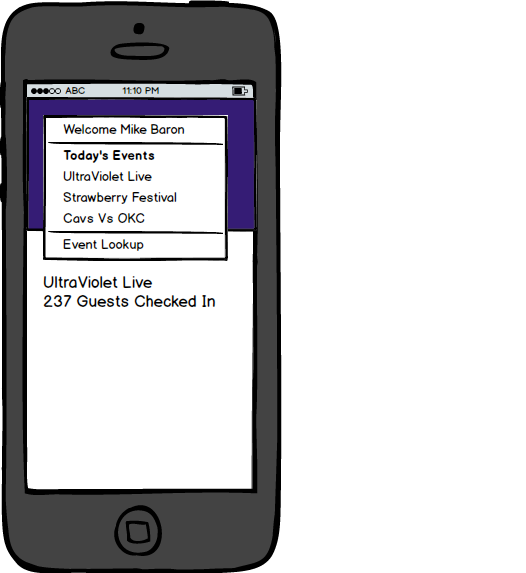 ABC 11:10 PM
Welcome Mike Baron
Today's Events
UltraViolet Live
Strawberry Festival
Cavs Vs OKC
Event Lookup
UltraViolet Live
237 Guests Checked In